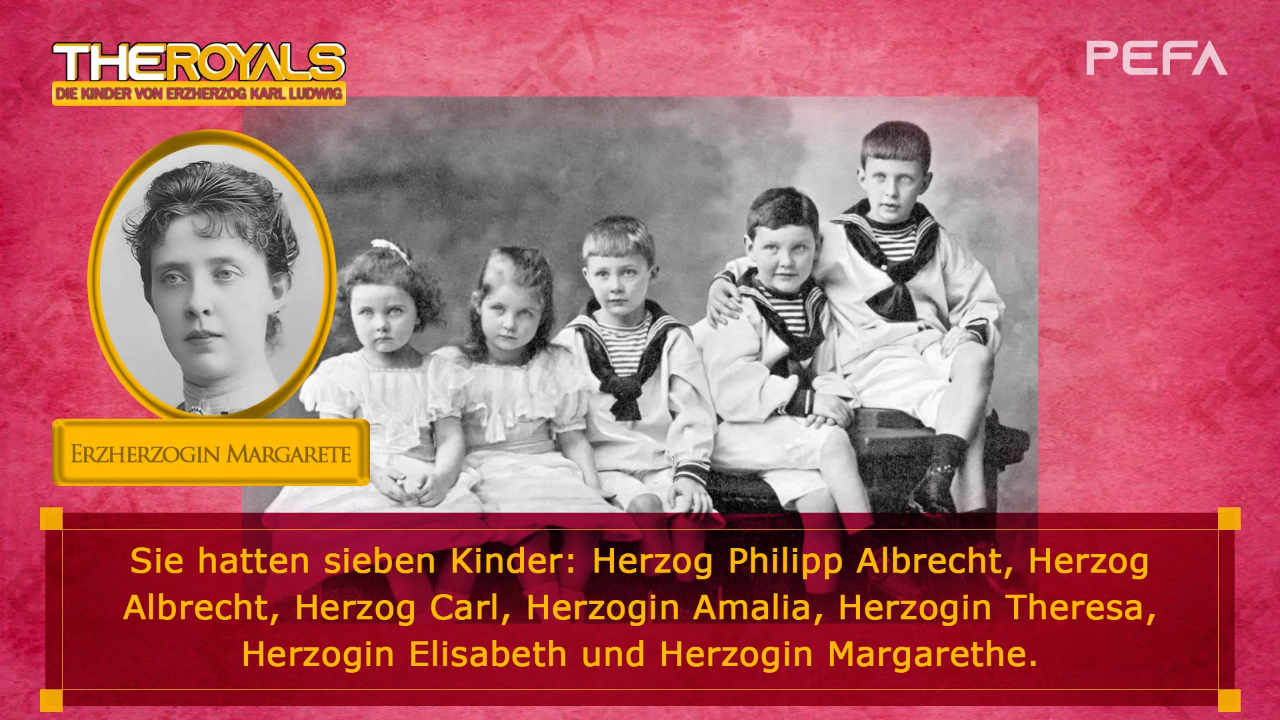 THEROYALS
DIE KINDER VON ERZHERZOG KARL LUDWIG
PEFA
ERZHERZOGIN MARGARETE
Sie hatten sieben Kinder: Herzog Philipp Albrecht, Herzog
Albrecht, Herzog Carl, Herzogin Amalia, Herzogin Theresa,
Herzogin Elisabeth und Herzogin Margarethe.